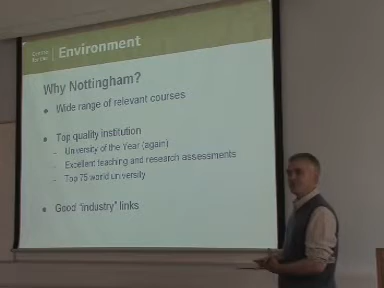 Environment
Why Nottingham?
Wide range of relevant courses
Top quality institution
University of the Year (again)
Excellent teaching and research assessments
Top 75 world university
Good "industry" links